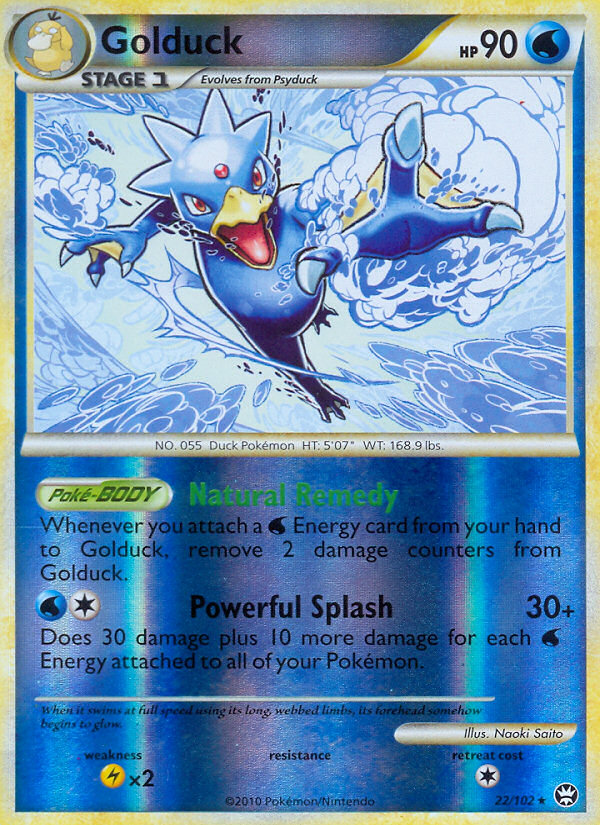 Golduck
HP 90
STAGE 1
Evolves from Psyduck
NO. 055 Duck Pokémon HT: 5'07" WT: 168.9 lbs.
Poké-BODY Natural Remedy
Whenever you attach a Energy card from your hand
to Golduck, remove 2 damage counters from
Golduck.
Powerful Splash 30+
Does 30 damage plus 10 more damage for each
Energy attached to all of your Pokémon.
When it swims at full speed using its long, webbed limbs, its forehead somehow
begins to glow.
Illus. Naoki Saito
weakness resistance retreat cost
×2
©2010 Pokémon/Nintendo 22/102 ★